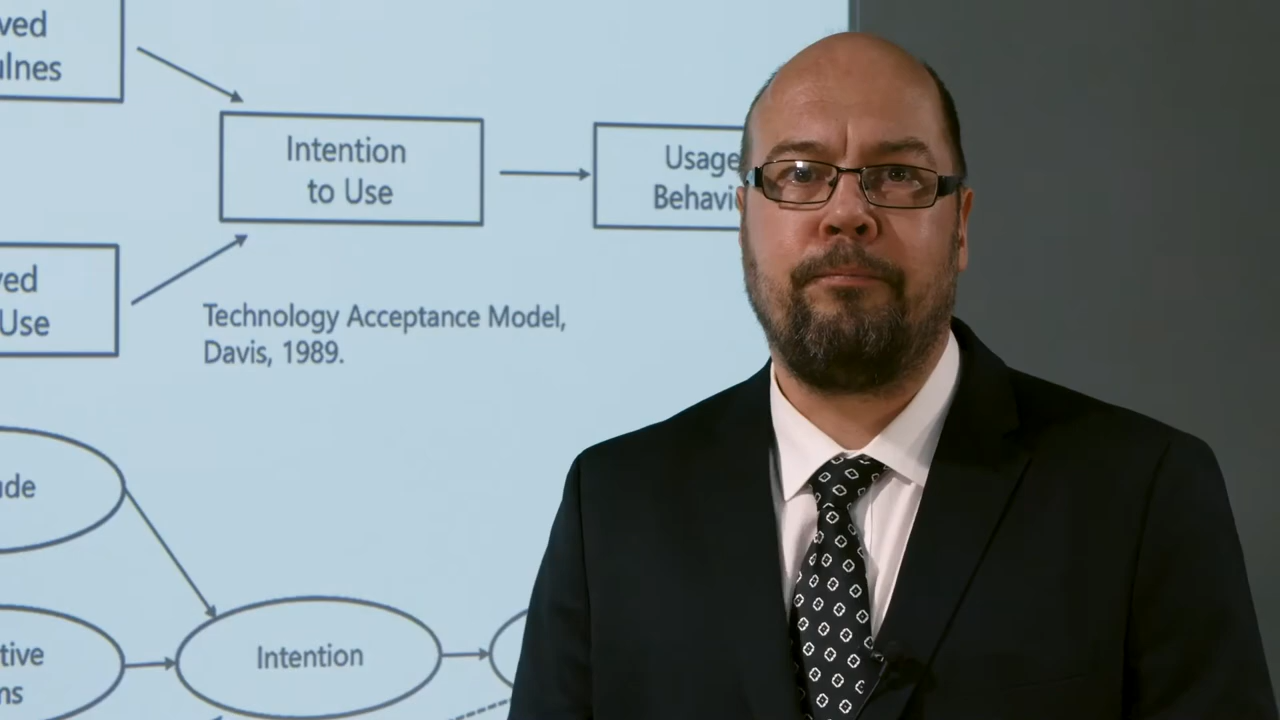 ved
ulnes
Intention
to Use
Usage
Behavi
ved
Use
Technology Acceptance Model,
Davis, 1989.
ude
tive
ns
Intention